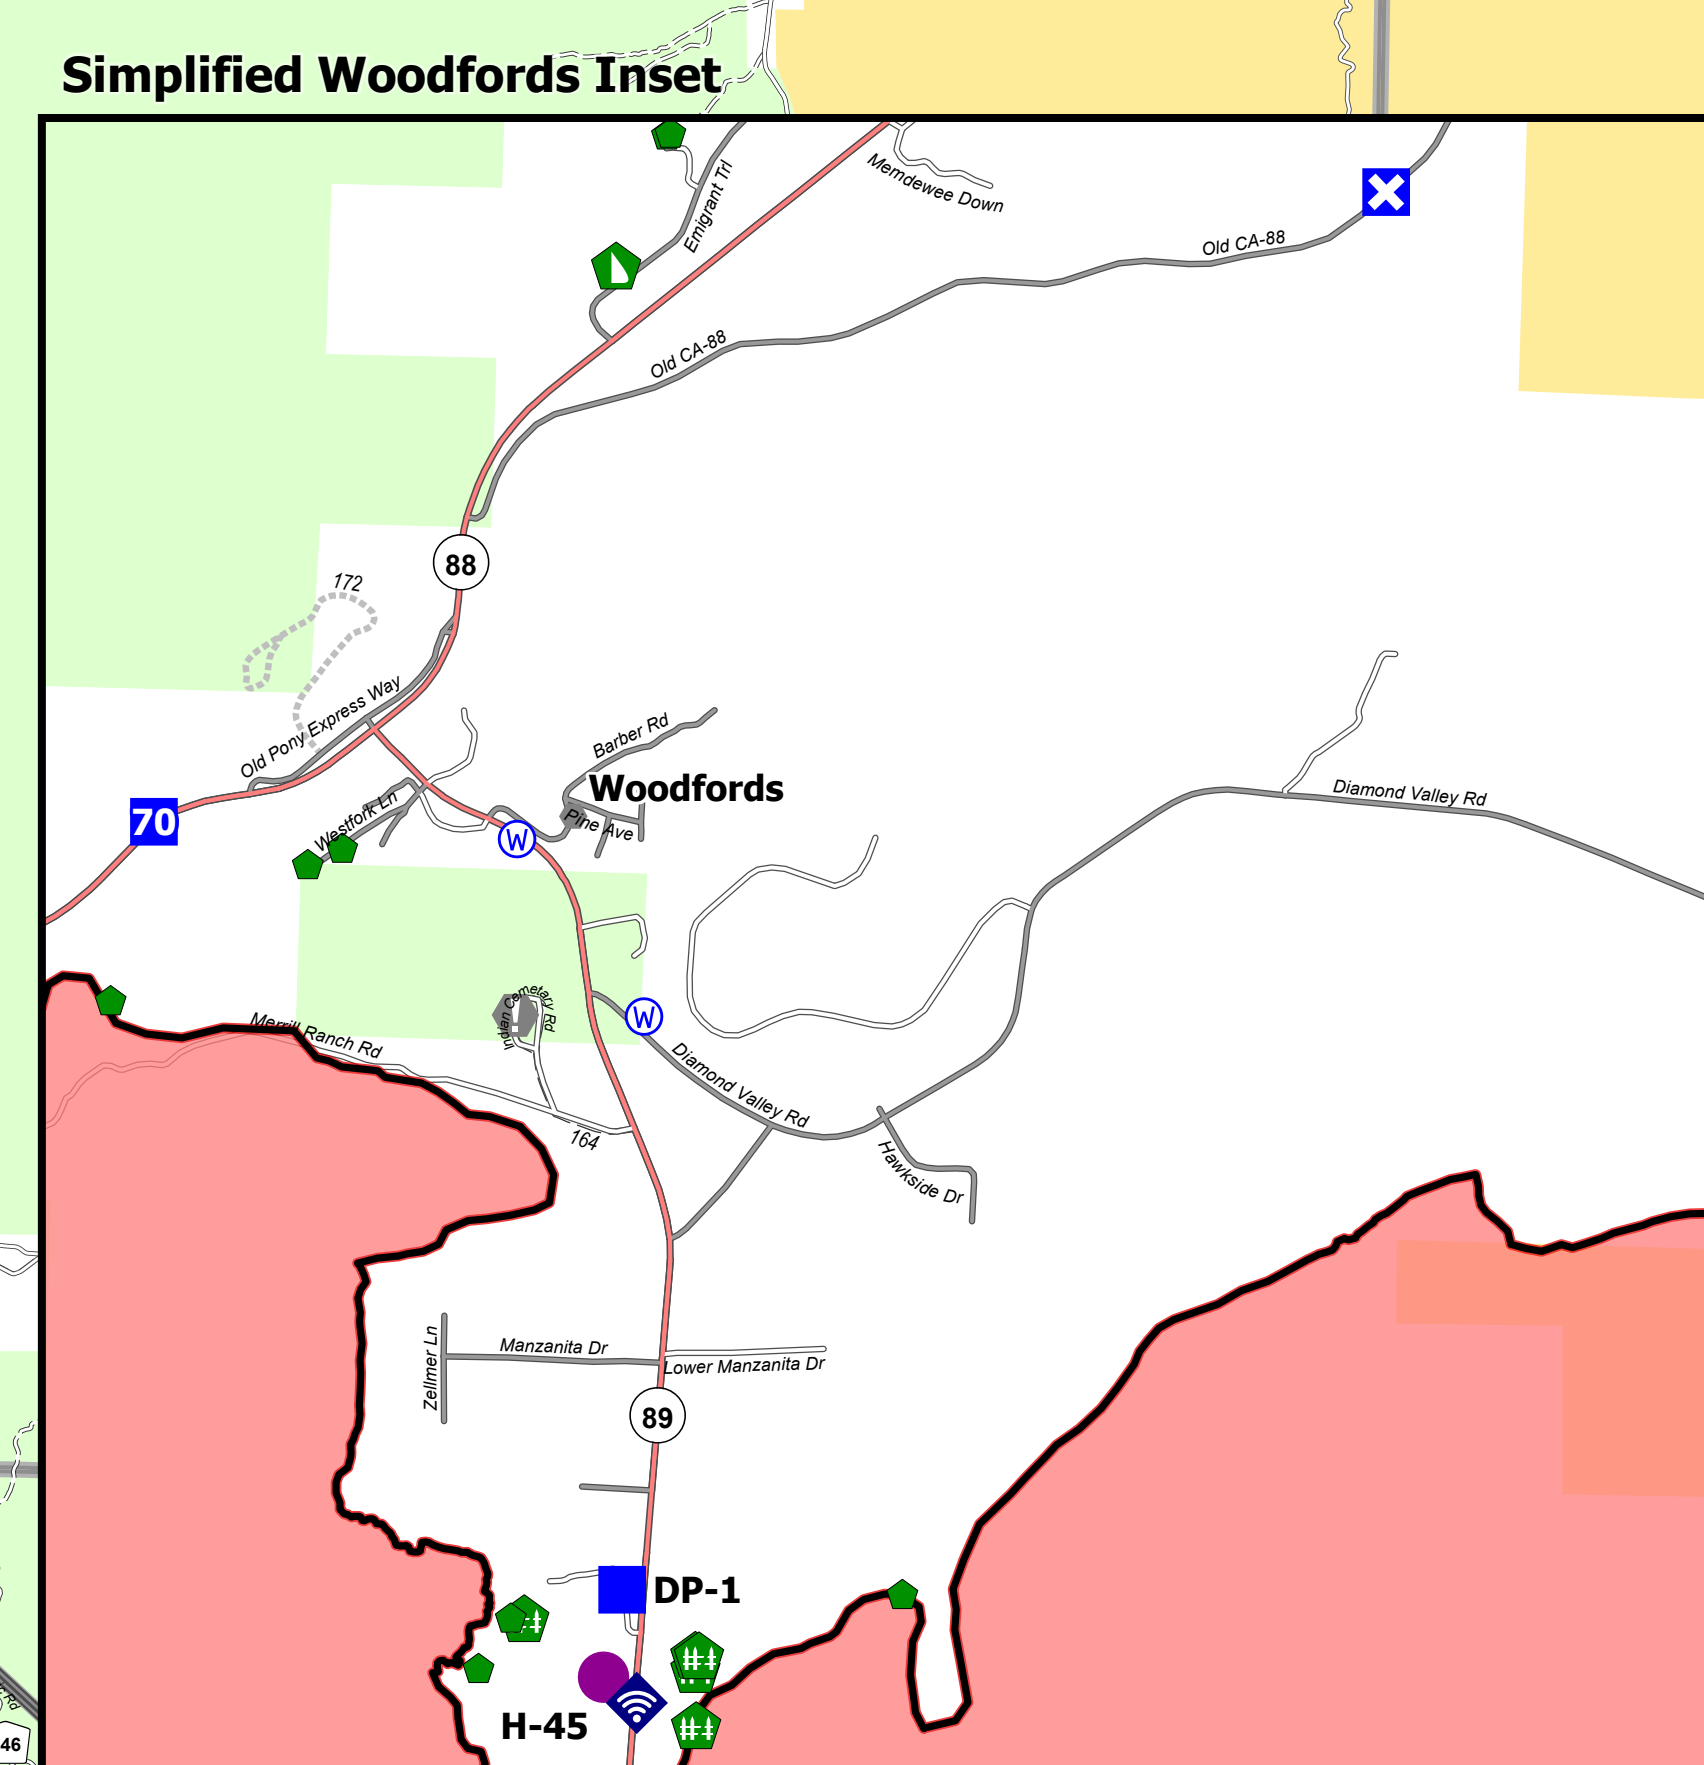 Simplified Woodfords Inset
Emigrant Trl
Memdewee Down
Old CA-88
Old CA-88
88
172
Old Pony Express Way
Barber Rd
Woodfords
Diamond Valley Rd
70
Westfork Ln
Pine Ave
W
Indian Cemetary Rd
W
Merrill Ranch Rd
Diamond Valley Rd
164
Hawkside Dr
Zellmer Ln
Manzanita Dr
Lower Manzanita Dr
89
DP-1
H-45
Rd
46